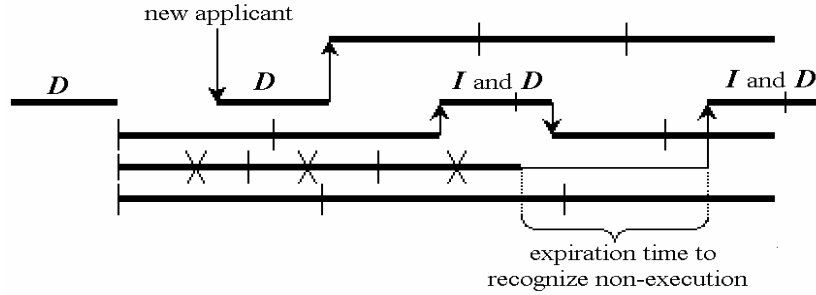 new applicant
D
D
I and D
I and D
expiration time to
recognize non-execution